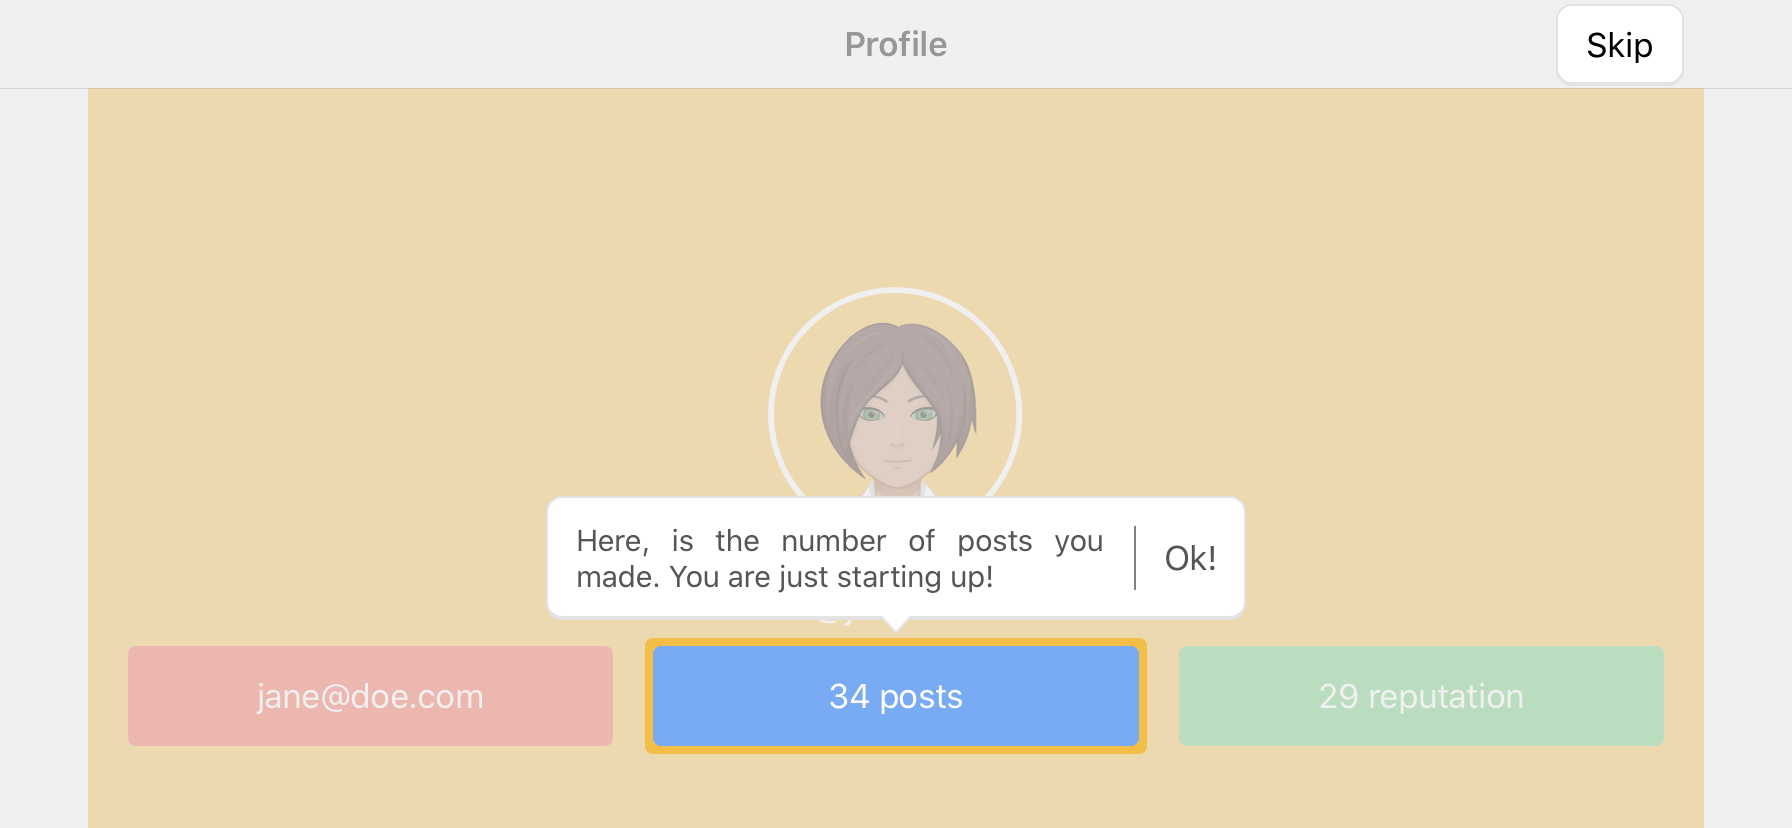 Profile
Skip
Here, is the number of posts you
made. You are just starting up!
Ok!
jane@doe.com
34 posts
29 reputation